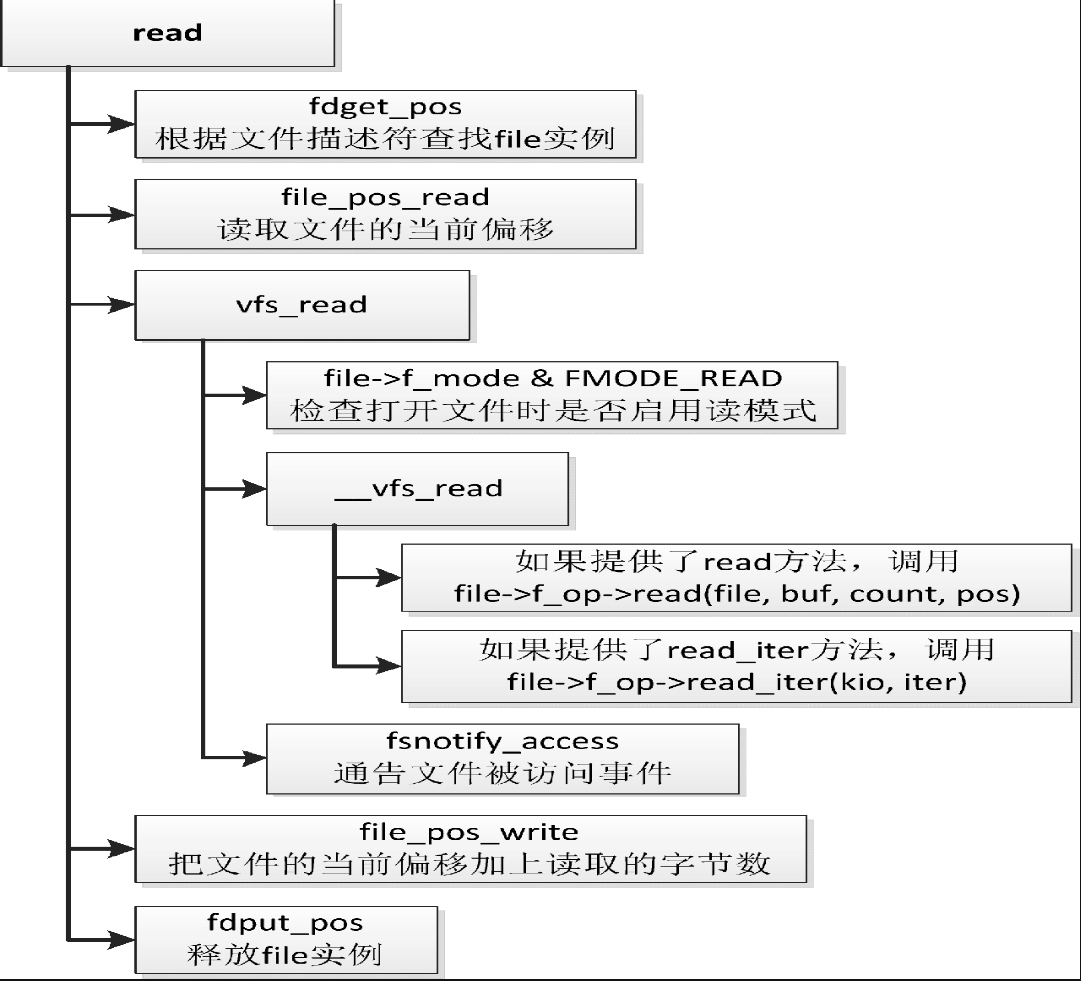 read
fdget_pos
根据文件描述符查找file实例
file_pos_read
读取文件的当前偏移
vfs_read
file->f_mode & FMODE_READ
检查打开文件时是否启用读模式
__vfs_read
如果提供了read方法，调用
file->f_op->read(file, buf, count, pos)
如果提供了read_iter方法，调用
file->f_op->read_iter(kio, iter)
fsnotify_access
通告文件被访问事件
file_pos_write
把文件的当前偏移加上读取的字节数
fdput_pos
释放file实例